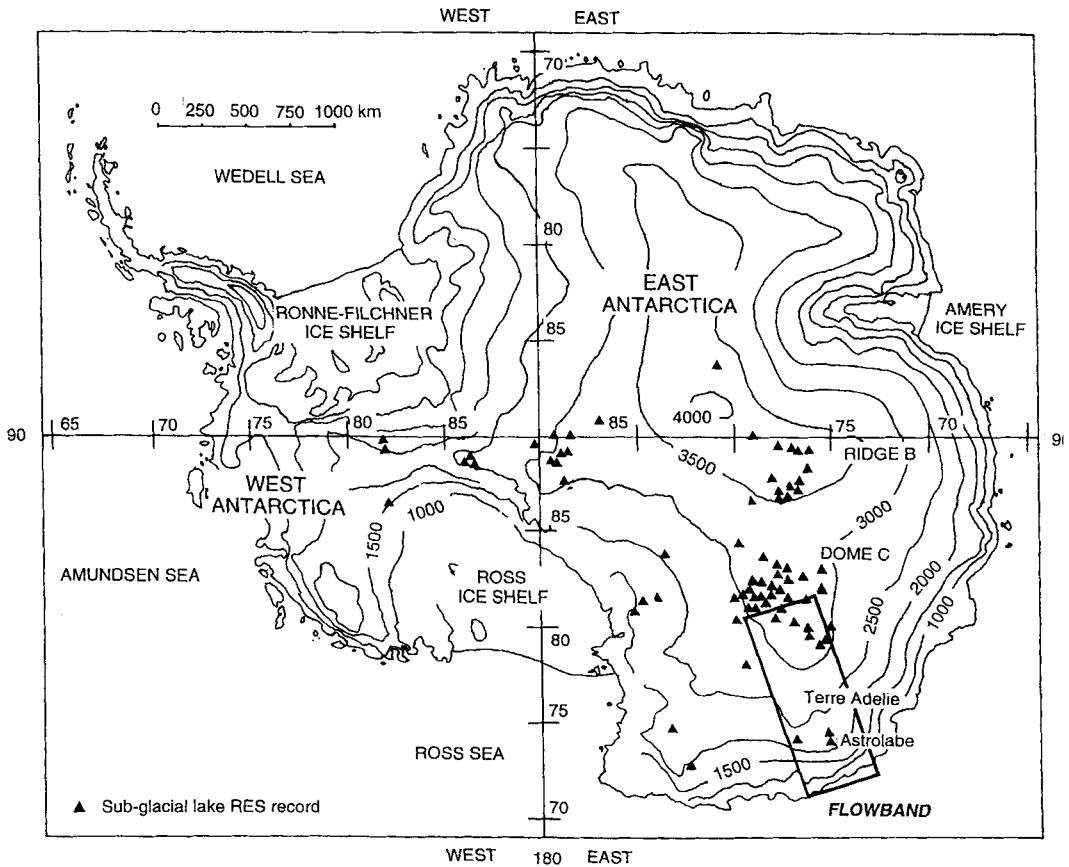 WEST EAST
70
0 250 500 750 1000 km
WEDELL SEA
80
EAST
ANTARCTICA
RONNE-FILCHNER
ICE SHELF
AMERY
ICE SHELF
85
4000
90 65 70 75 80 85 85 75 70
RIDGE B
3500
WEST
ANTARCTICA
1000
1500
85
3000
DOME C
AMUNDSEN SEA
ROSS
ICE SHELF
2000
2500
1000
80
Terre Adelie
75
Astrolabe
ROSS SEA
1500
Sub-glacial lake RES record
70
FLOWBAND
WEST 180 EAST